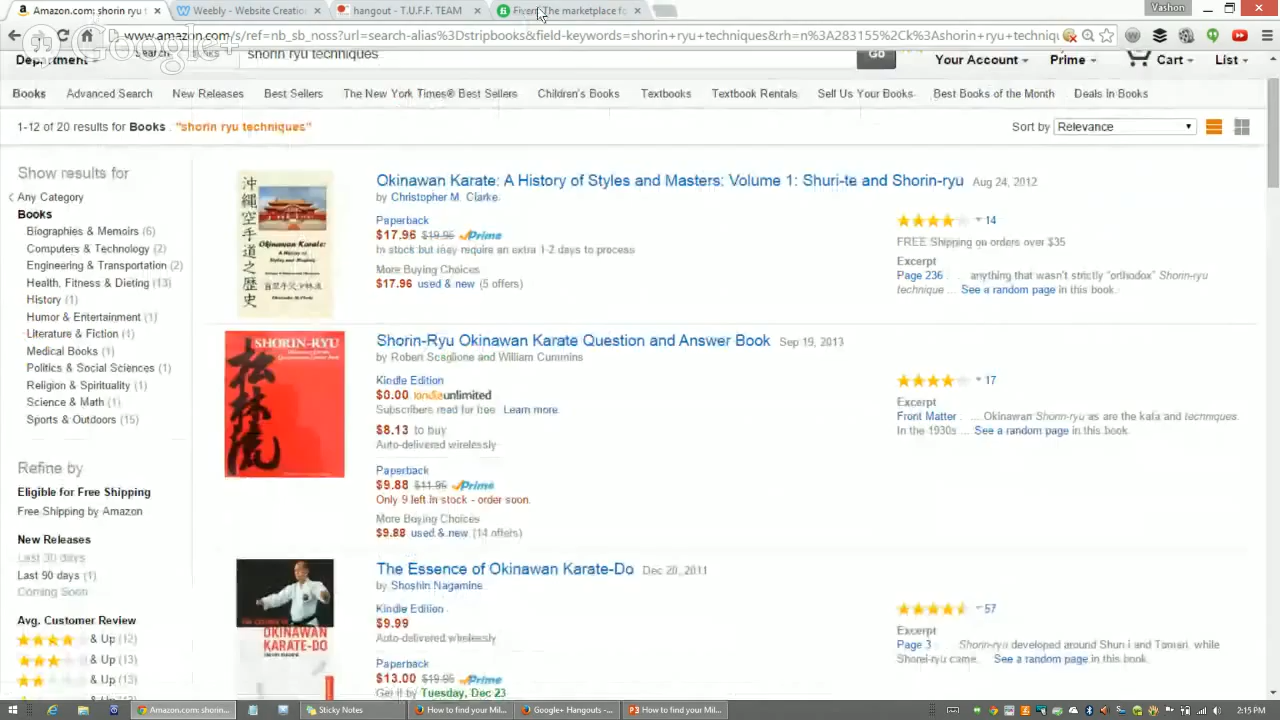 Amazon.com: shorin ryu t
Weebly - Website Creatio
hangout - T.U.F.F. TEAM
Fiverr: The marketplace fo
Vashon
www.amazon.com/s/ref=nb_sb_noss?url=search-alias%3Dstripbooks&field-keywords=shorin+ryu+techniques&rh=n%3A283155%2Ck%3Ashorin+ryu+techniqu
Google+
Search
shorin ryu techniques
Go
Department
Your Account
Prime
Cart
List
Books Advanced Search New Releases Best Sellers The New York Times® Best Sellers Children's Books Textbooks Textbook Rentals Sell Us Your Books Best Books of the Month Deals in Books
1-12 of 20 results for Books : "shorin ryu techniques"
Sort by Relevance
Show results for
Any Category
Books
Biographies & Memoirs (6)
Computers & Technology (2)
Engineering & Transportation (2)
Health, Fitness & Dieting (13)
History (1)
Humor & Entertainment (1)
Literature & Fiction (1)
Medical Books (1)
Politics & Social Sciences (1)
Religion & Spirituality (1)
Science & Math (1)
Sports & Outdoors (15)
Refine by
Eligible for Free Shipping
Free Shipping by Amazon
New Releases
Last 30 days
Last 90 days (1)
Coming Soon
Avg. Customer Review
& Up (12)
& Up (13)
& Up (13)
沖縄空手道之歴史
Okinawan Karate:
Okinawan Karate: A History of Styles and Masters: Volume 1: Shuri-te and Shorin-ryu Aug 24, 2012
by Christopher M. Clarke
Paperback
$17.96 $19.95 Prime
In stock but may require an extra 1-2 days to process
More Buying Choices
$17.96 used & new (5 offers)
14
FREE Shipping on orders over $35
Excerpt
Page 236 ... anything that wasn't strictly "orthodox" Shorin-ryu
technique ... See a random page in this book.
SHORIN-RYU
松林流
Shorin-Ryu Okinawan Karate Question and Answer Book Sep 19, 2013
by Robert Scaglione and William Cummins
Kindle Edition
$0.00 kindleunlimited
Subscribers read for free. Learn more.
$8.13 to buy
Auto-delivered wirelessly
Paperback
$9.88 $11.95 Prime
Only 9 left in stock - order soon.
More Buying Choices
$9.88 used & new (14 offers)
17
Excerpt
Front Matter ... Okinawan Shorin-ryu as are the kata and techniques.
In the 1930s ... See a random page in this book.
OKINAWAN
KARATE-DO
The Essence of Okinawan Karate-Do Dec 20, 2011
by Shoshin Nagamine
Kindle Edition
$9.99
Auto-delivered wirelessly
Paperback
$13.00 Prime
Get it by Tuesday, Dec 23
57
Excerpt
Page 3 ... Shorin-ryu developed around Shuri and Tomari, while
Shorei-ryu came ... See a random page in this book.
Amazon.com: shorin...
Sticky Notes
How to find your Mil...
Google+ Hangouts - ...
How to find your Mil...
2:15 PM